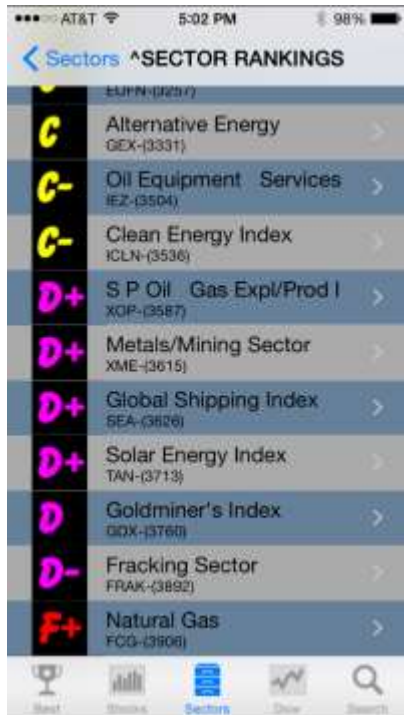 AT&T 5:02 PM 98%
Sectors ^SECTOR RANKINGS
EUFN-(3257)
C Alternative Energy
GEX-(3331)
C- Oil Equipment Services
IEZ-(3504)
C- Clean Energy Index
ICLN-(3536)
D+ S P Oil Gas Expl/Prod I
XOP-(3587)
D+ Metals/Mining Sector
XME-(3615)
D+ Global Shipping Index
SEA-(3626)
D+ Solar Energy Index
TAN-(3713)
D Goldminer's Index
GDX-(3760)
D- Fracking Sector
FRAK-(3892)
F+ Natural Gas
FCG-(3906)
Best Stocks Sectors Dow Search